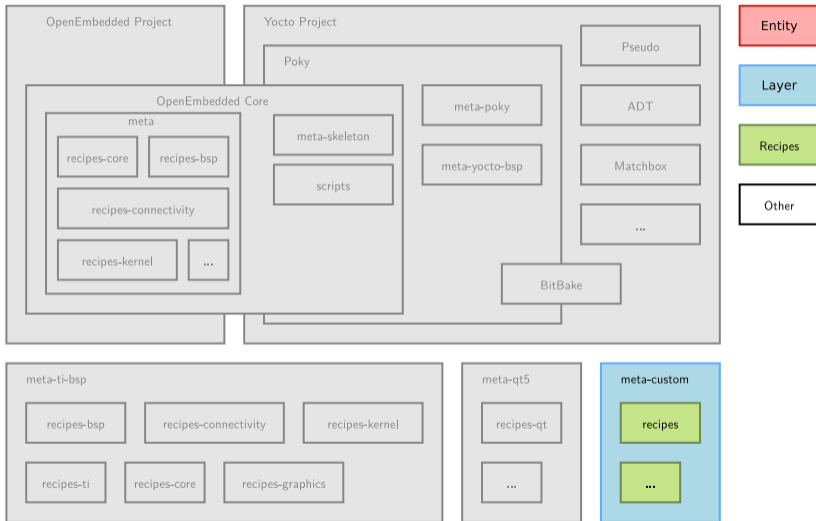 OpenEmbedded Project
Yocto Project
Poky
Pseudo
Entity
OpenEmbedded Core
meta
meta-skeleton
meta-poky
ADT
Layer
recipes-core
recipes-bsp
scripts
meta-yocto-bsp
Matchbox
Recipes
recipes-connectivity
...
Other
recipes-kernel
...
BitBake
meta-ti-bsp
recipes-bsp
recipes-connectivity
recipes-kernel
recipes-ti
recipes-core
recipes-graphics
meta-qt5
recipes-qt
...
meta-custom
recipes
...